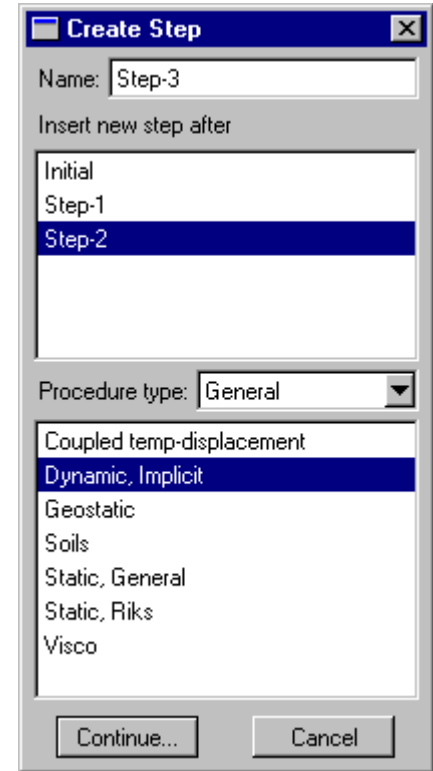 Create Step
Name: Step-3
Insert new step after
Initial
Step-1
Step-2
Procedure type: General
Coupled temp-displacement
Dynamic, Implicit
Geostatic
Soils
Static, General
Static, Riks
Visco
Continue... Cancel